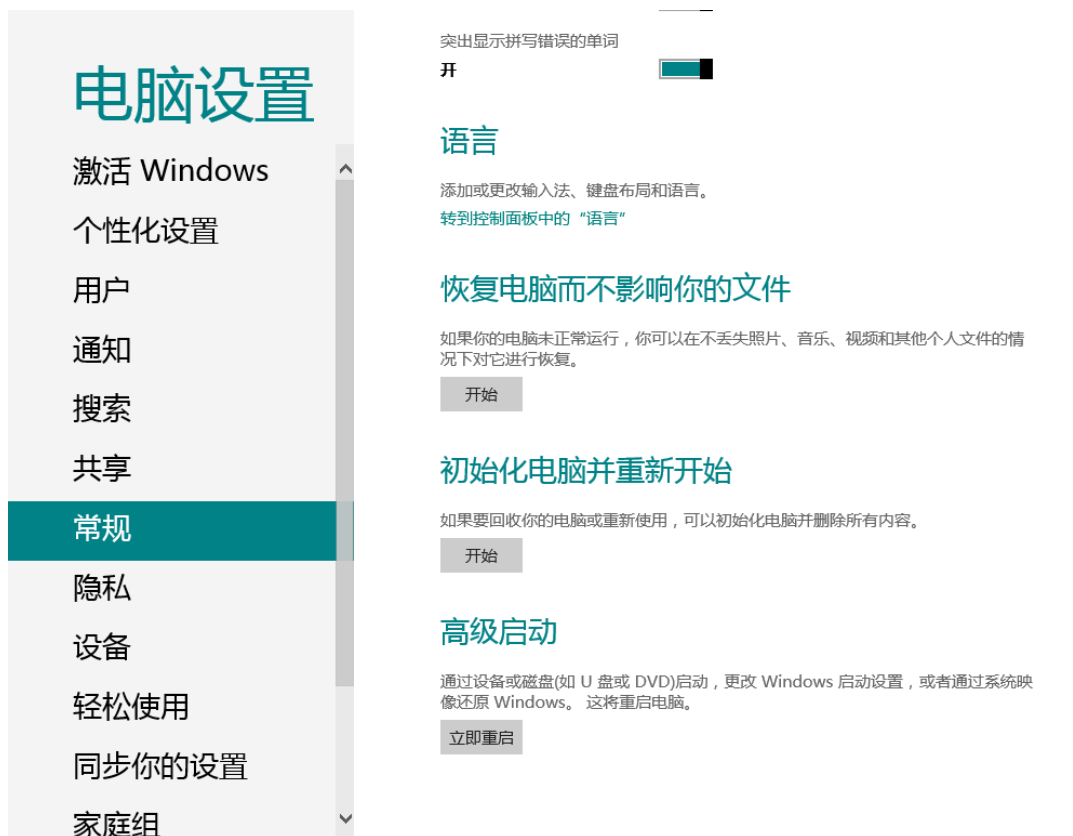 电脑设置
激活 Windows
个性化设置
用户
通知
搜索
共享
常规
隐私
设备
轻松使用
同步你的设置
家庭组
突出显示拼写错误的单词
开
语言
添加或更改输入法、键盘布局和语言。
转到控制面板中的“语言”
恢复电脑而不影响你的文件
如果你的电脑未正常运行，你可以在不丢失照片、音乐、视频和其他个人文件的情
况下对它进行恢复。
开始
初始化电脑并重新开始
如果要回收你的电脑或重新使用，可以初始化电脑并删除所有内容。
开始
高级启动
通过设备或磁盘(如 U 盘或 DVD)启动，更改 Windows 启动设置，或者通过系统映
像还原 Windows。 这将重启电脑。
立即重启